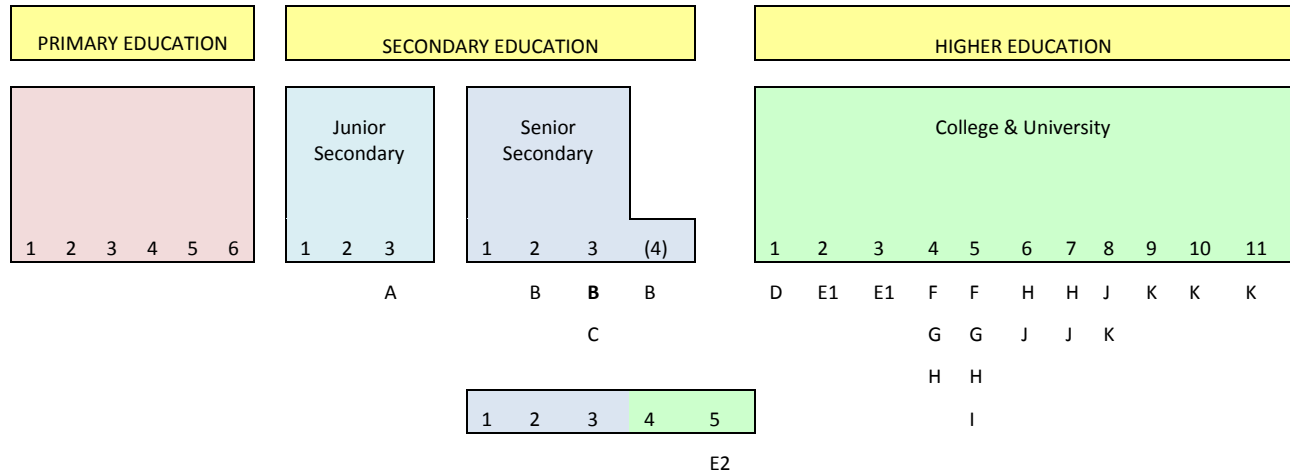 PRIMARY EDUCATION SECONDARY EDUCATION HIGHER EDUCATION
Junior Secondary
Senior Secondary
College & University
1 2 3 4 5 6 1 2 3 1 2 3 (4) 1 2 3 4 5 6 7 8 9 10 11
A B B B D E1 E1 F F H H J K K K
C G G J J K
H H
1 2 3 4 5 I
E2